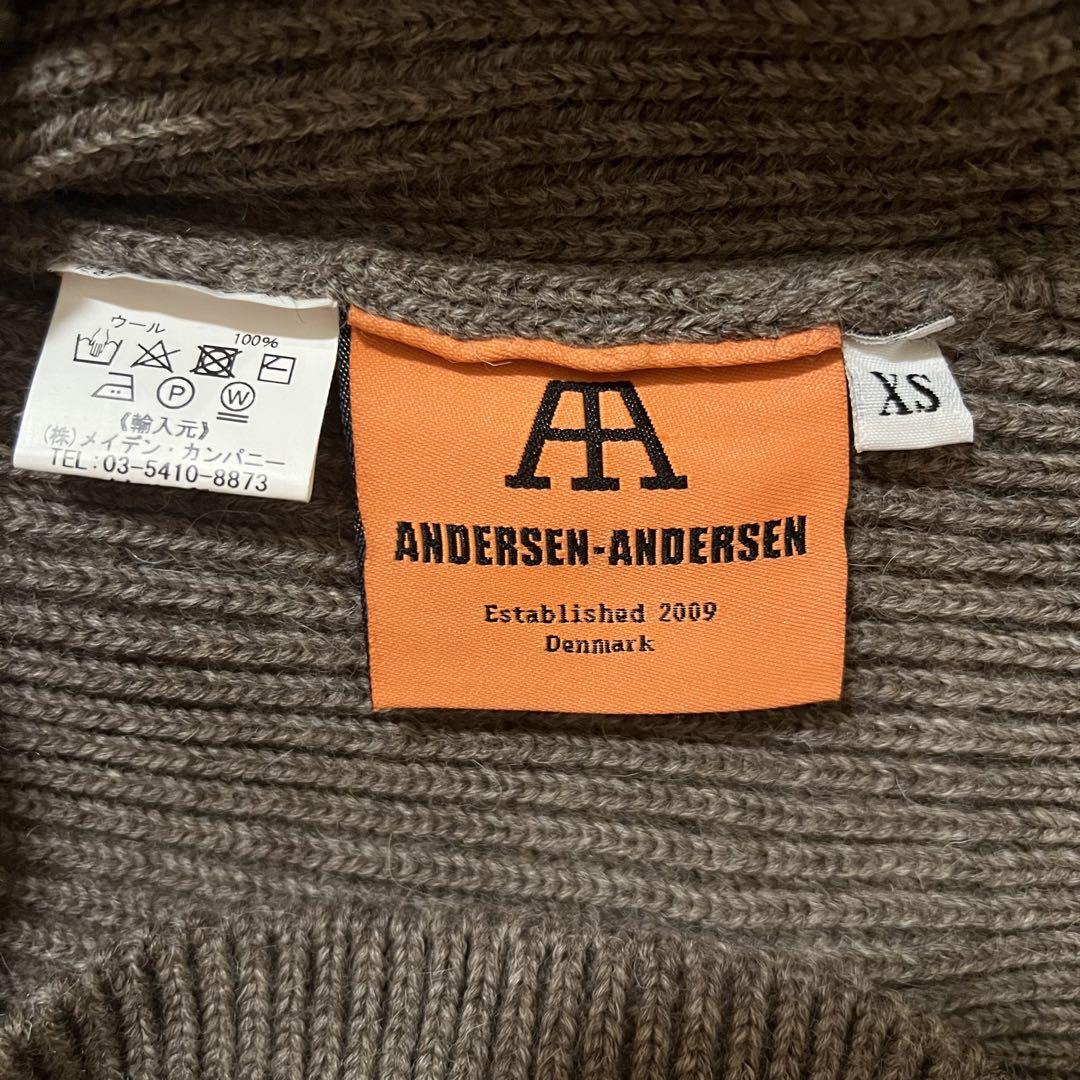 ウール
100%
P
W
《輸入元》
(株)メイデン・カンパニー
TEL:03-5410-8873
ANDERSEN-ANDERSEN
Established 2009
Denmark
XS